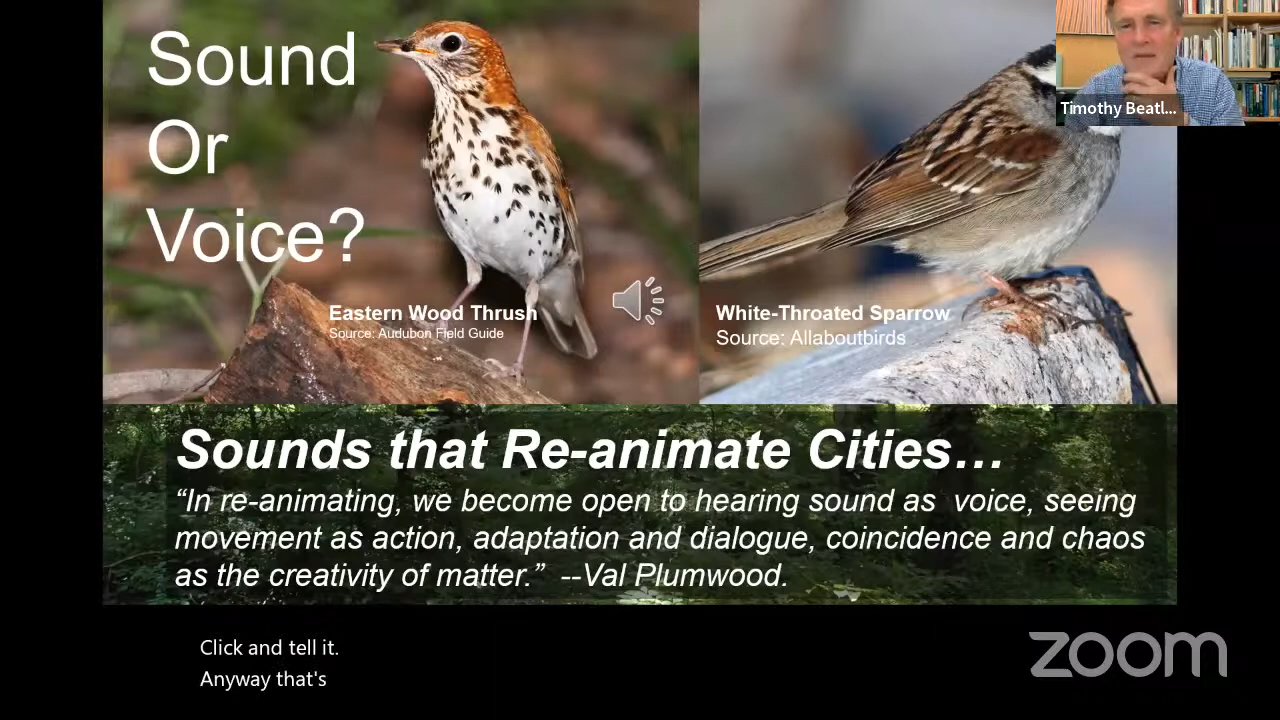 Sound
Or
Voice?
Timothy Beatl...
Eastern Wood Thrush
Source: Audubon Field Guide
White-Throated Sparrow
Source: Allaboutbirds
Sounds that Re-animate Cities…
“In re-animating, we become open to hearing sound as voice, seeing
movement as action, adaptation and dialogue, coincidence and chaos
as the creativity of matter.” --Val Plumwood.
Click and tell it.
Anyway that's
zoom